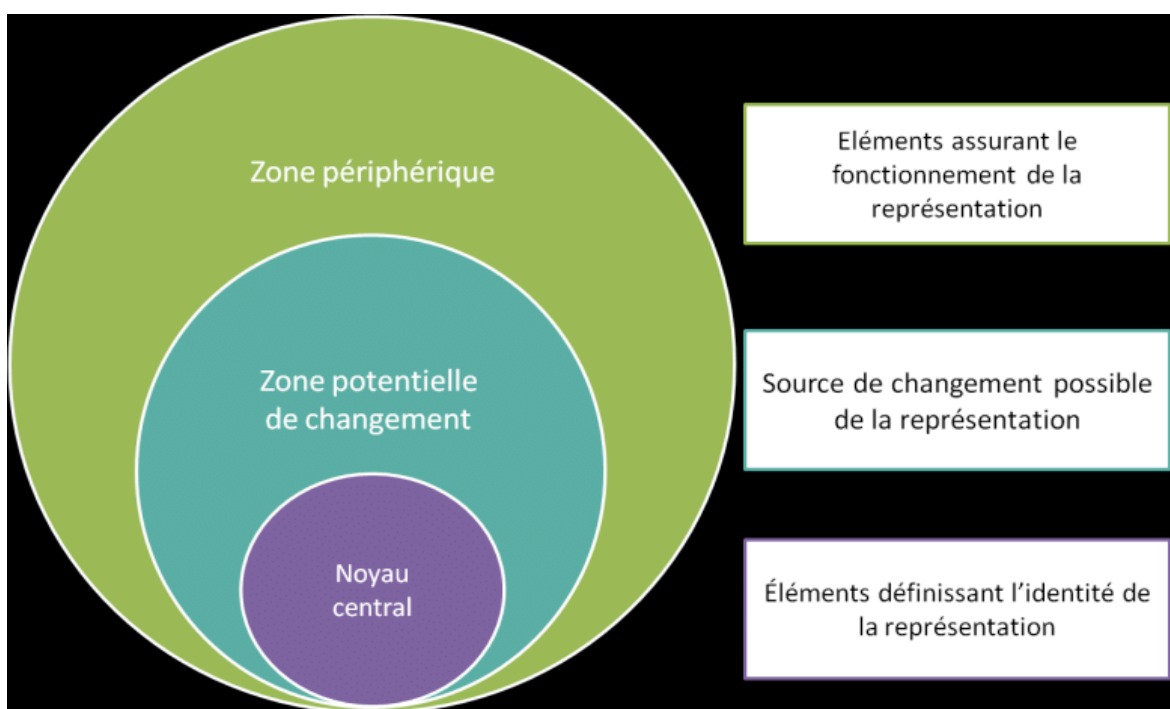 Zone périphérique
Eléments assurant le
fonctionnement de la
représentation
Zone potentielle
de changement
Source de changement possible
de la représentation
Noyau
central
Éléments définissant l'identité de
la représentation